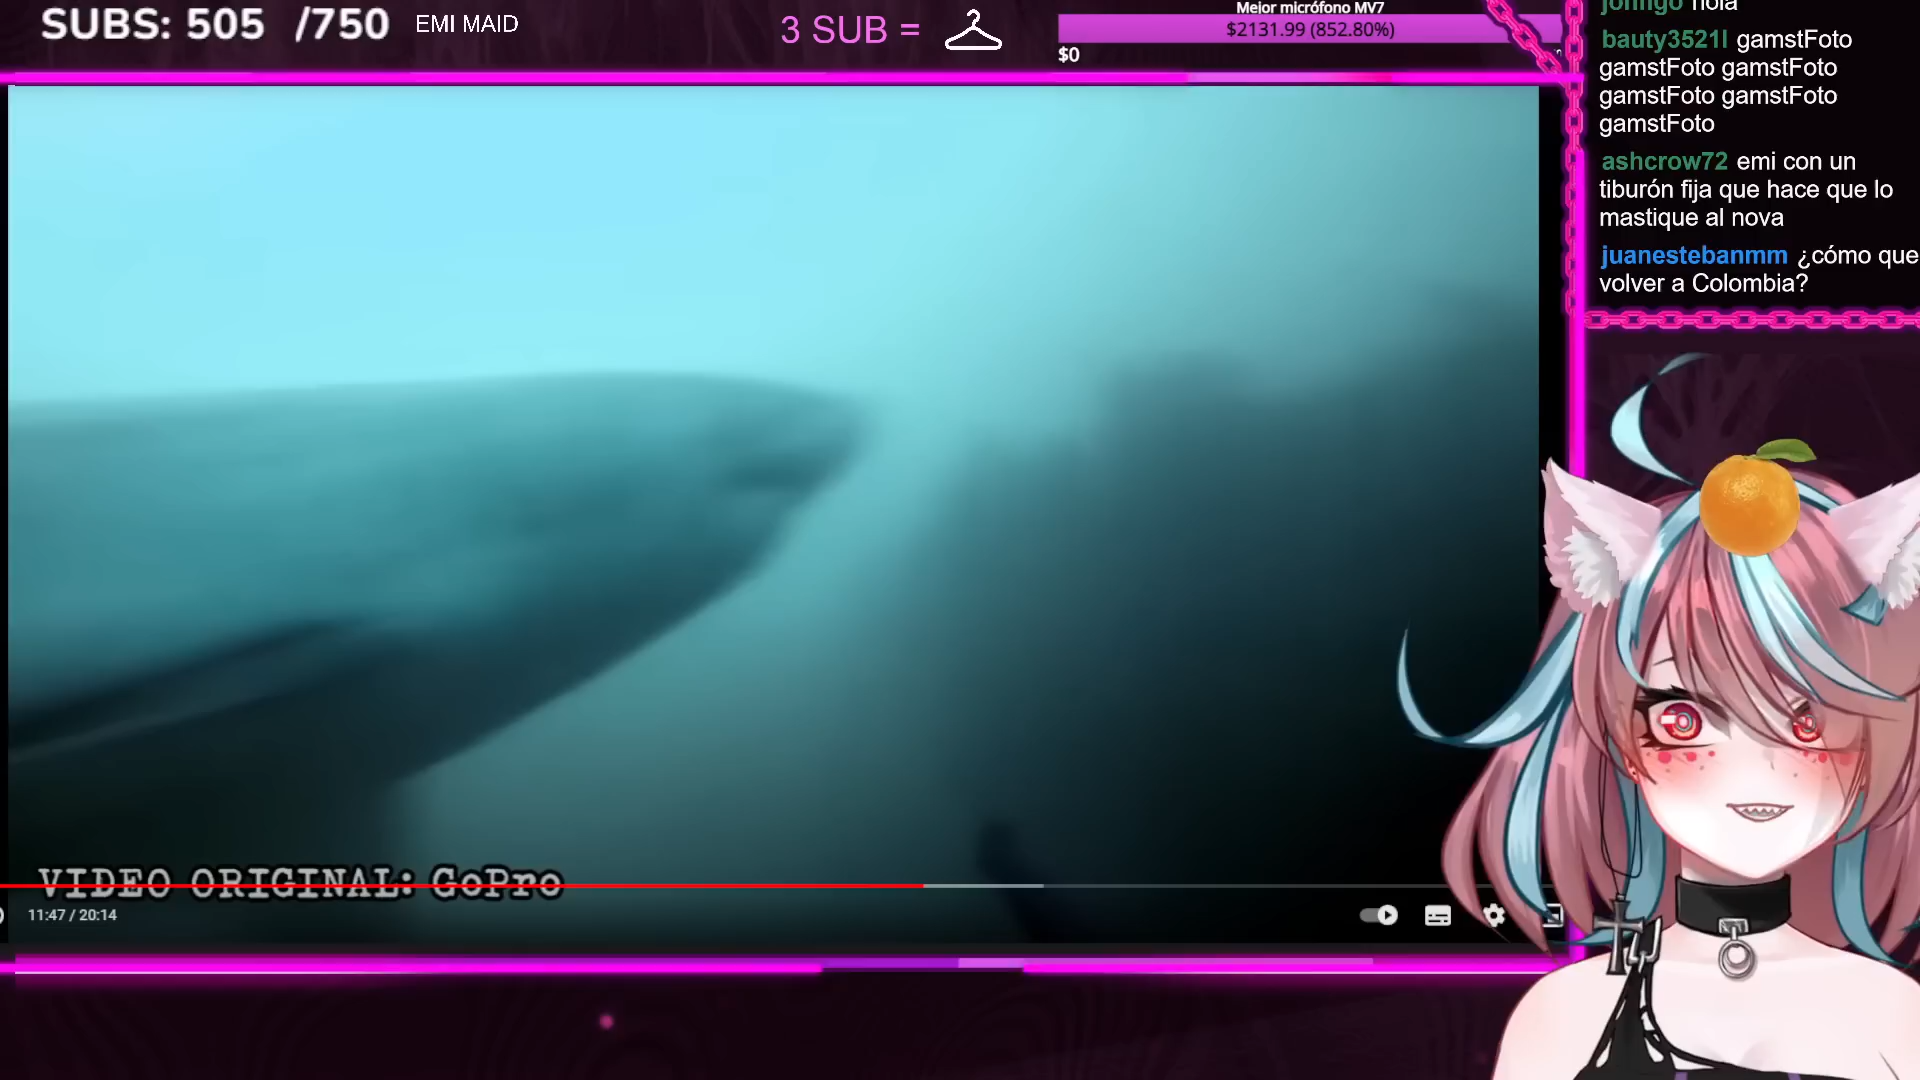 SUBS: 505 /750 EMI MAID
3 SUB =
Mejor micrófono MV7
$2131.99 (852.80%)
$0
johngo hola
bauty3521l gamstFoto
gamstFoto gamstFoto
gamstFoto gamstFoto
gamstFoto
ashcrow72 emi con un
tiburón fija que hace que lo
mastique al nova
juanestebanmm ¿cómo que
volver a Colombia?
VIDEO ORIGINAL: GoPro
11:47 / 20:14